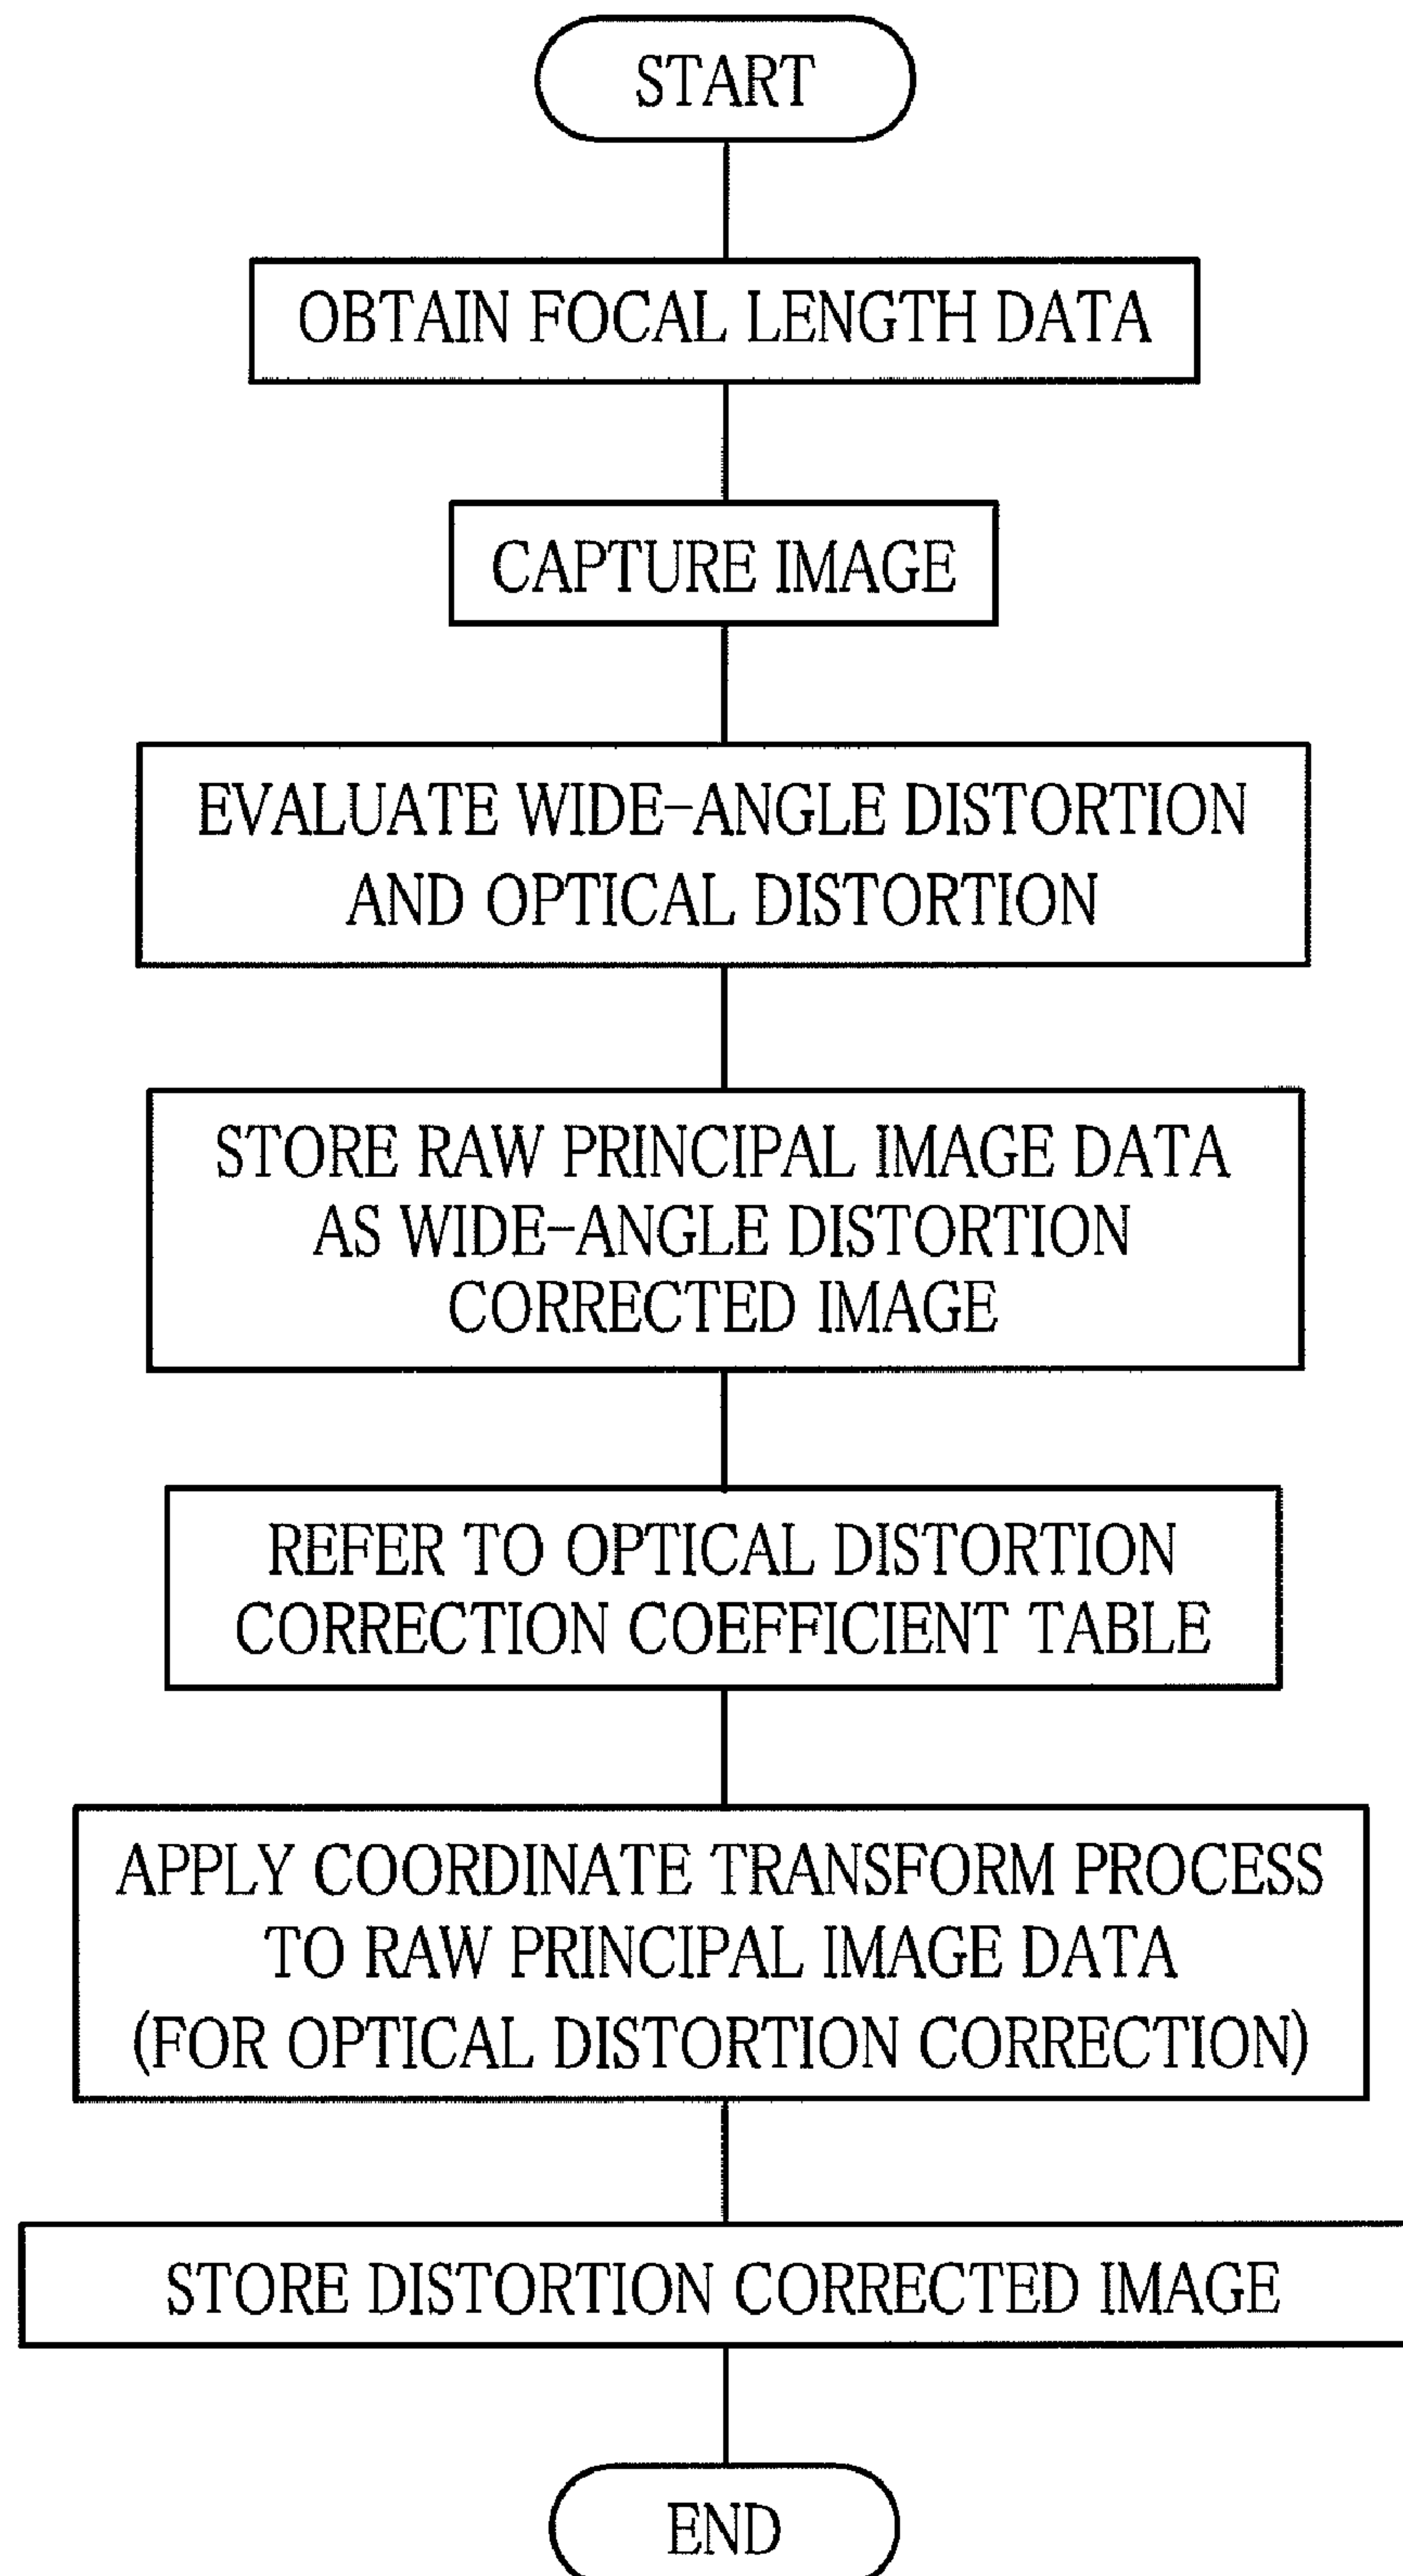 START
OBTAIN FOCAL LENGTH DATA
CAPTURE IMAGE
EVALUATE WIDE-ANGLE DISTORTION
AND OPTICAL DISTORTION
STORE RAW PRINCIPAL IMAGE DATA
AS WIDE-ANGLE DISTORTION
CORRECTED IMAGE
REFER TO OPTICAL DISTORTION
CORRECTION COEFFICIENT TABLE
APPLY COORDINATE TRANSFORM PROCESS
TO RAW PRINCIPAL IMAGE DATA
(FOR OPTICAL DISTORTION CORRECTION)
STORE DISTORTION CORRECTED IMAGE
END